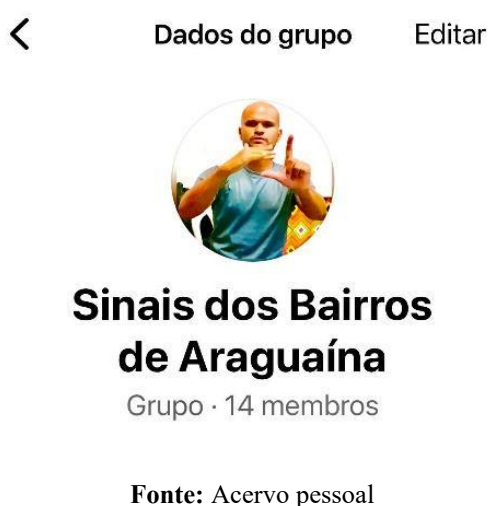 Dados do grupo Editar
Sinais dos Bairros
de Araguaína
Grupo · 14 membros
Fonte: Acervo pessoal